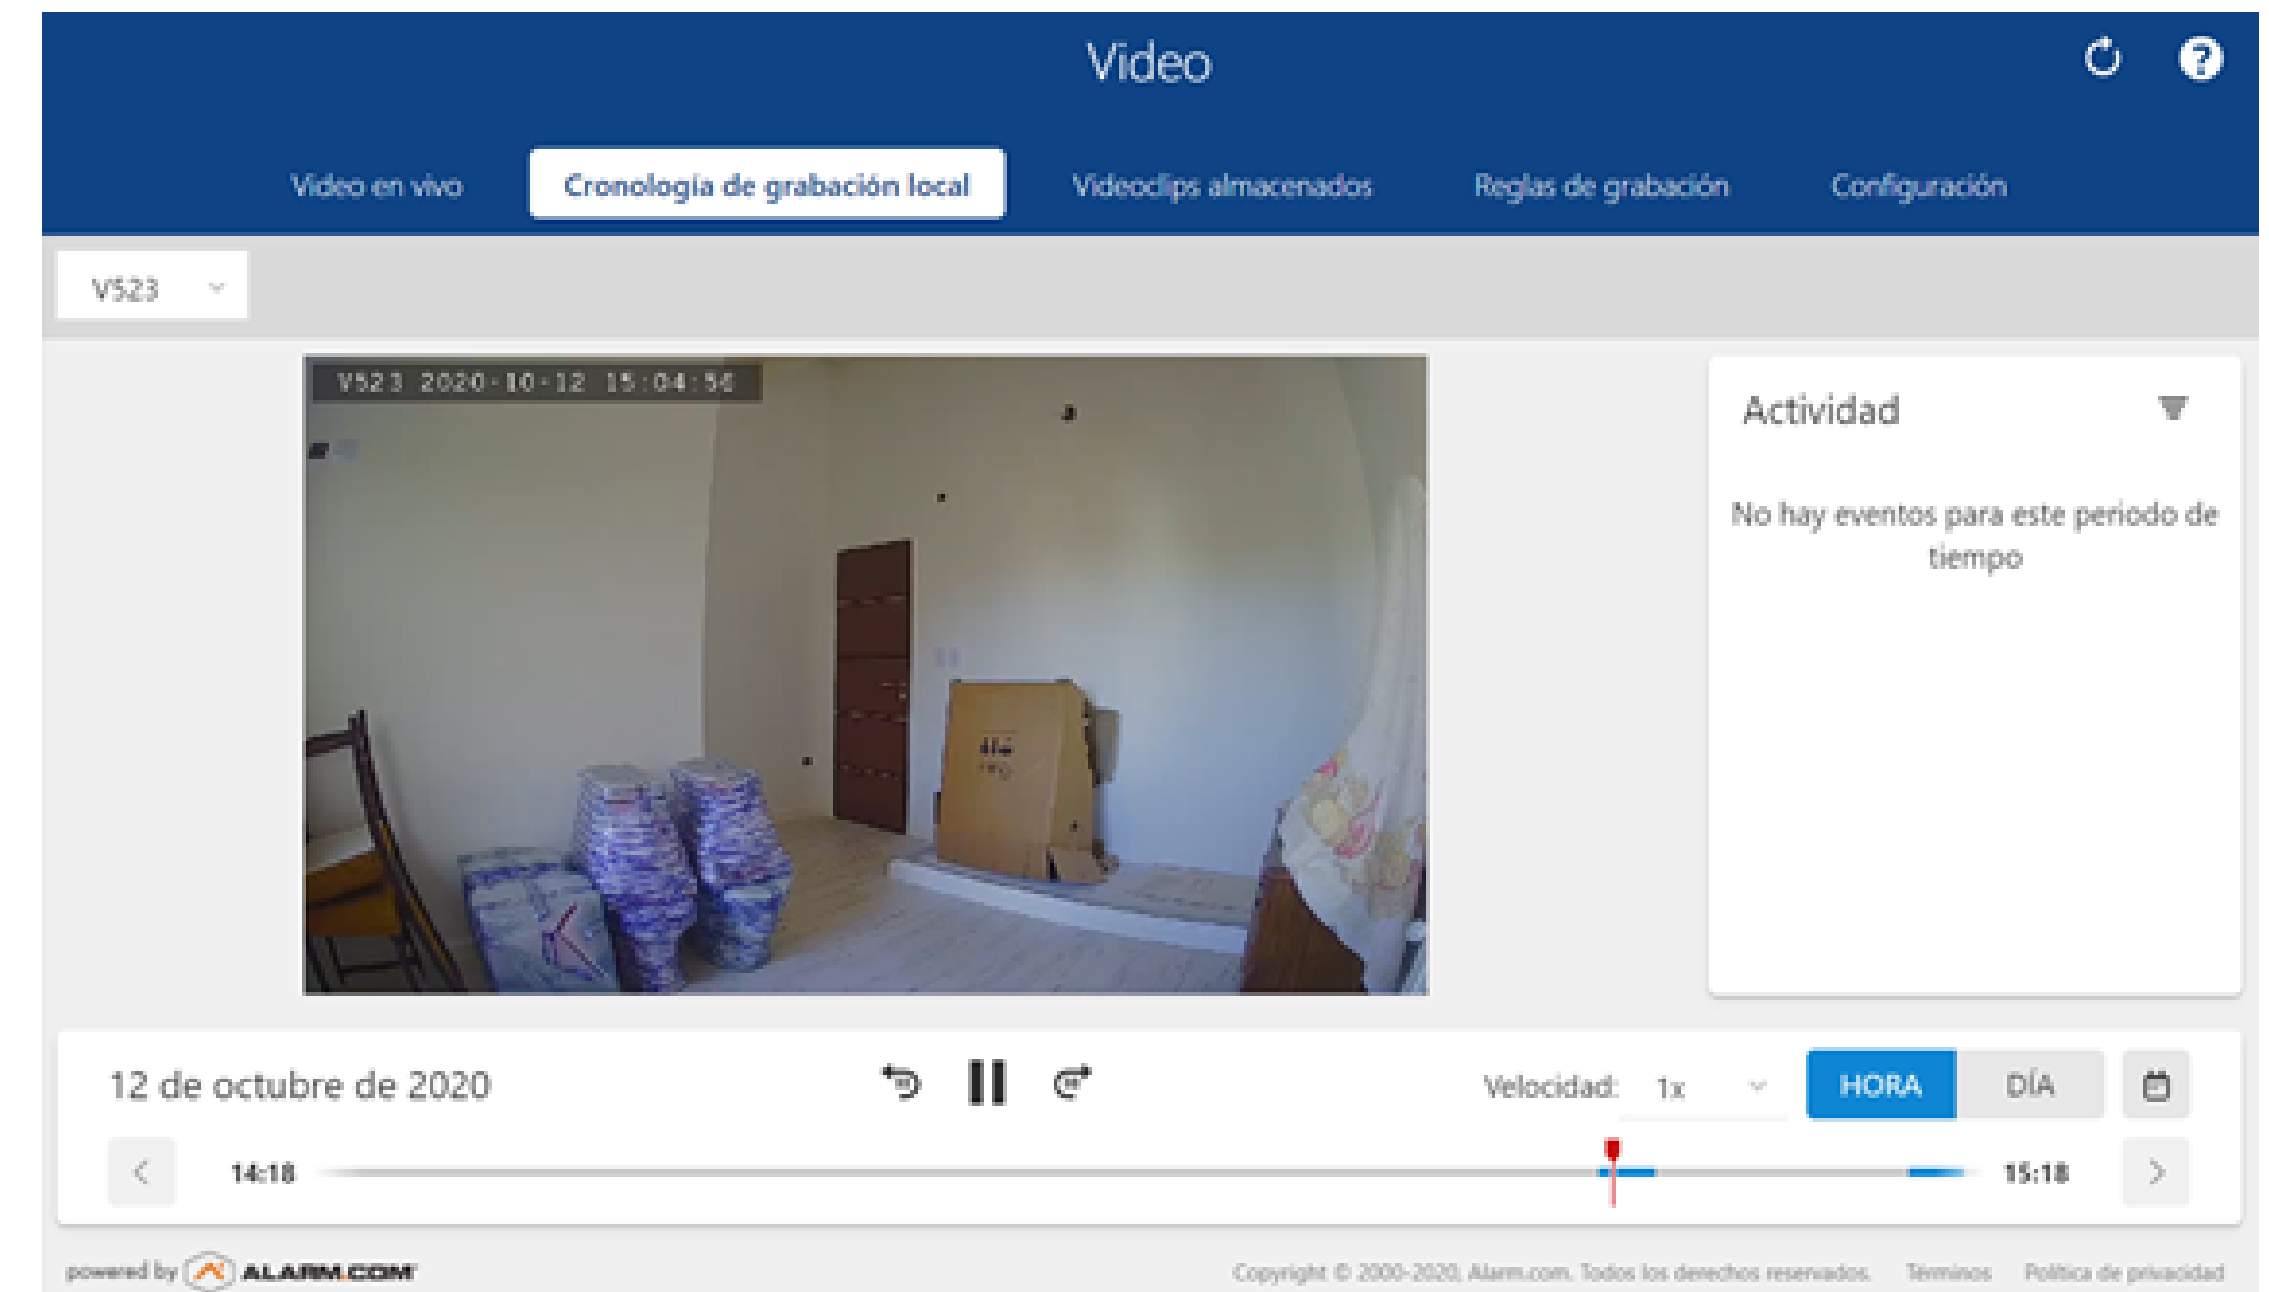 Video
Video en vivo
Cronología de grabación local
Videoclips almacenados
Reglas de grabación
Configuración
V523
V523 2020-10-12 15:04:56
Actividad
No hay eventos para este periodo de
tiempo
12 de octubre de 2020
Velocidad: 1x
HORA
DÍA
14:18
15:18
powered by ALARM.COM
Copyright © 2000-2020, Alarm.com. Todos los derechos reservados.
Términos
Política de privacidad